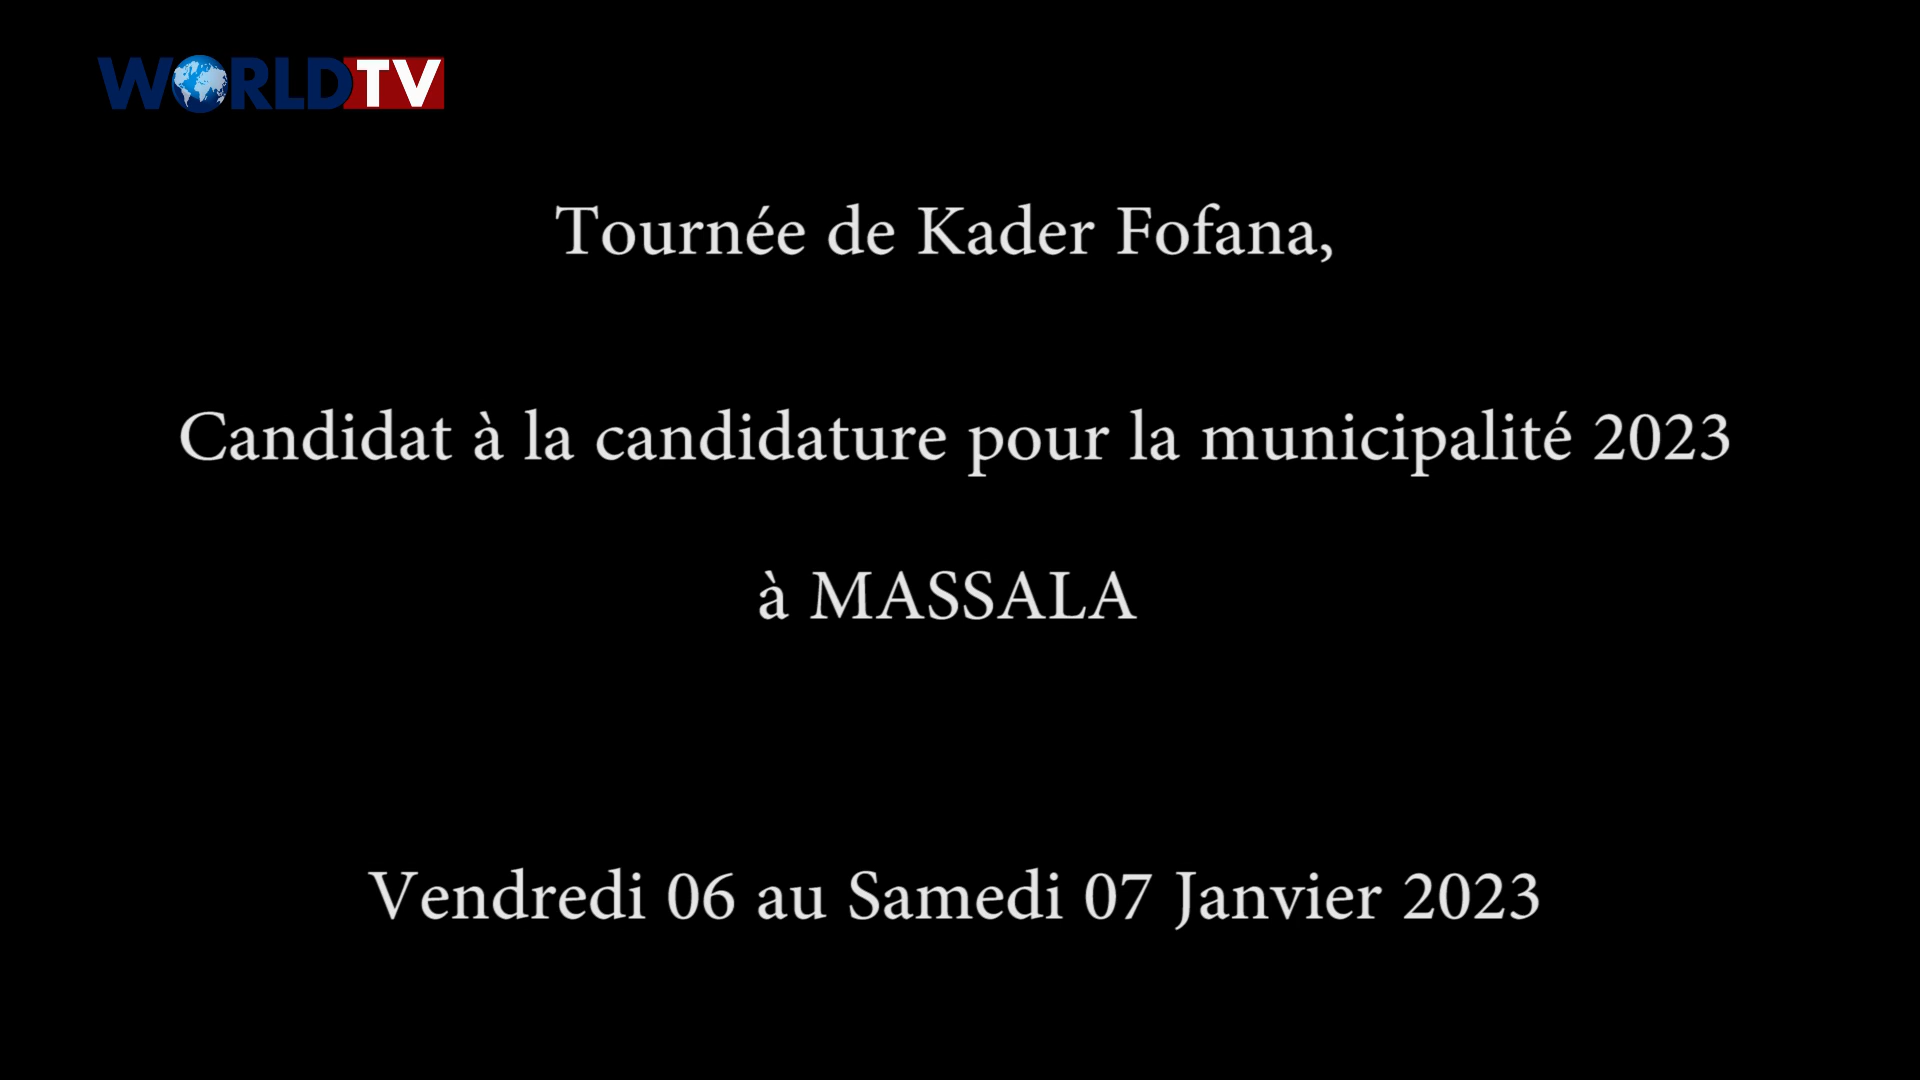 WORLDTV
Tournée de Kader Fofana,
Candidat à la candidature pour la municipalité 2023
à MASSALA
Vendredi 06 au Samedi 07 Janvier 2023